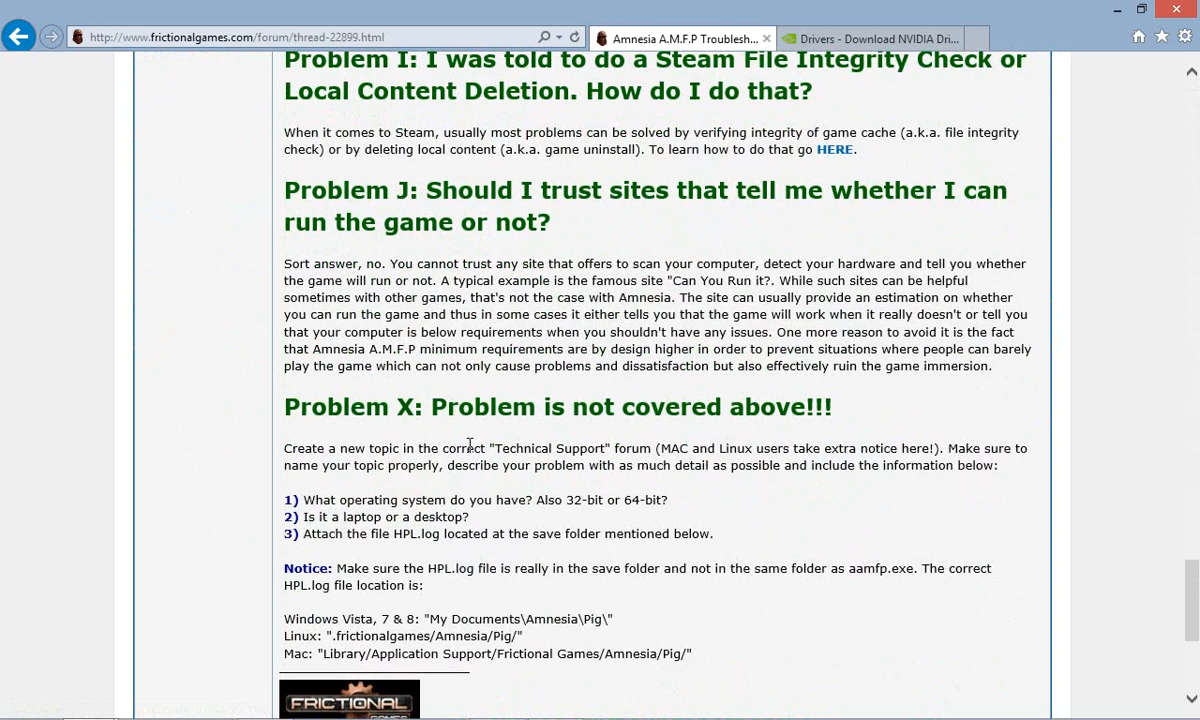 http://www.frictionalgames.com/forum/thread-22899.html
Amnesia A.M.F.P Troublesh...
Drivers - Download NVIDIA Dri...
Problem I: I was told to do a Steam File Integrity Check or
Local Content Deletion. How do I do that?
When it comes to Steam, usually most problems can be solved by verifying integrity of game cache (a.k.a. file integrity
check) or by deleting local content (a.k.a. game uninstall). To learn how to do that go HERE.
Problem J: Should I trust sites that tell me whether I can
run the game or not?
Sort answer, no. You cannot trust any site that offers to scan your computer, detect your hardware and tell you whether
the game will run or not. A typical example is the famous site "Can You Run it?. While such sites can be helpful
sometimes with other games, that's not the case with Amnesia. The site can usually provide an estimation on whether
you can run the game and thus in some cases it either tells you that the game will work when it really doesn't or tell you
that your computer is below requirements when you shouldn't have any issues. One more reason to avoid it is the fact
that Amnesia A.M.F.P minimum requirements are by design higher in order to prevent situations where people can barely
play the game which can not only cause problems and dissatisfaction but also effectively ruin the game immersion.
Problem X: Problem is not covered above!!!
Create a new topic in the correct "Technical Support" forum (MAC and Linux users take extra notice here!). Make sure to
name your topic properly, describe your problem with as much detail as possible and include the information below:
1) What operating system do you have? Also 32-bit or 64-bit?
2) Is it a laptop or a desktop?
3) Attach the file HPL.log located at the save folder mentioned below.
Notice: Make sure the HPL.log file is really in the save folder and not in the same folder as aamfp.exe. The correct
HPL.log file location is:
Windows Vista, 7 & 8: "My Documents\Amnesia\Pig\"
Linux: ".frictionalgames/Amnesia/Pig/"
Mac: "Library/Application Support/Frictional Games/Amnesia/Pig/"
FRICTIONAL